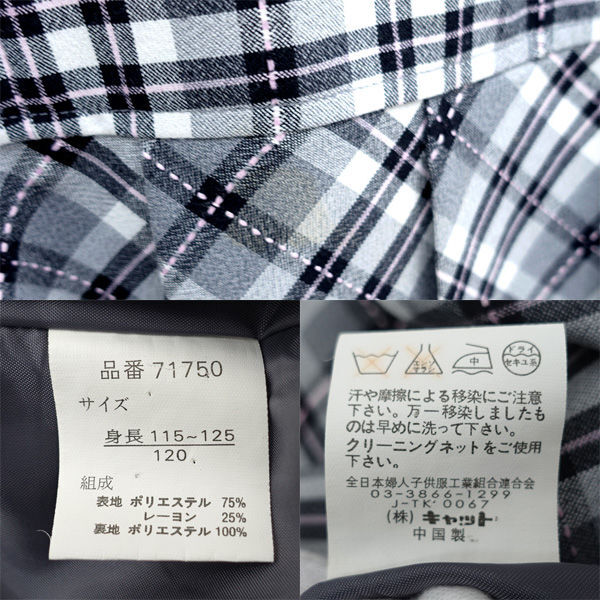 品番 71750
サイズ
身長 115~125
120
組成
表地 ポリエステル 75%
レーヨン 25%
裏地 ポリエステル 100%
中
ドライ
セキユ系
汗や摩擦による移染にご注意
下さい。万一移染しましたも
のは早めに洗って下さい。
クリーニングネットをご使用
下さい。
全日本婦人子供服工業組合連合会
03-3866-1299
J-TK 0067
(株) キャット
中国製